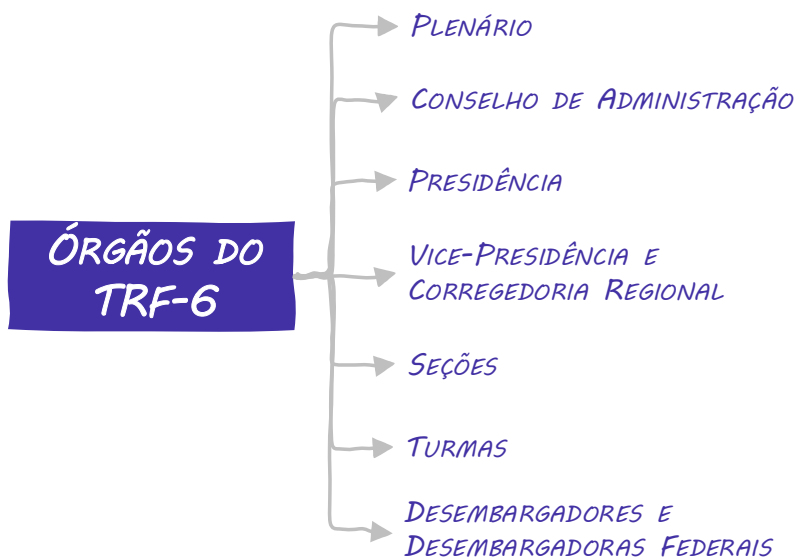 ÓRGÃOS DO
TRF-6
PLENÁRIO
CONSELHO DE ADMINISTRAÇÃO
PRESIDÊNCIA
VICE-PRESIDÊNCIA E
CORREGEDORIA REGIONAL
SEÇÕES
TURMAS
DESEMBARGADORES E
DESEMBARGADORAS FEDERAIS